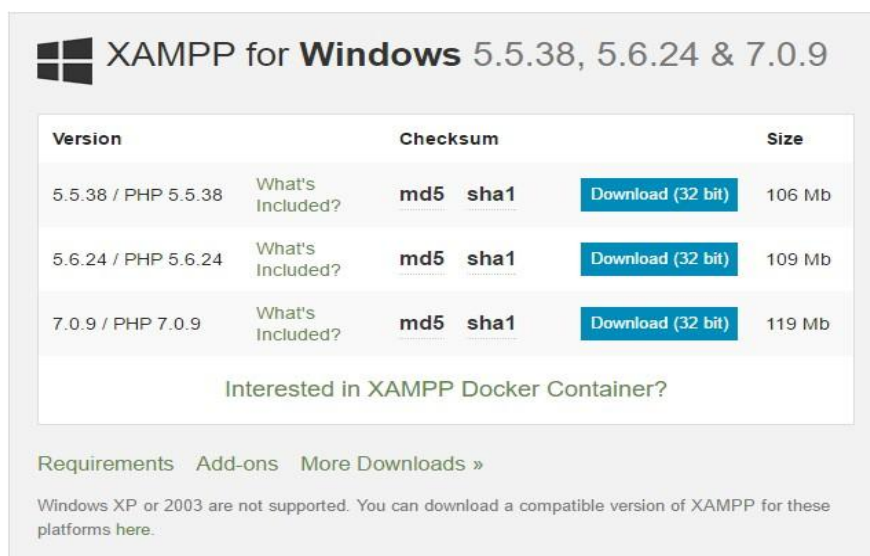 XAMPP for Windows 5.5.38, 5.6.24 & 7.0.9
Version Checksum Size
5.5.38 / PHP 5.5.38 What's Included? md5 sha1 Download (32 bit) 106 Mb
5.6.24 / PHP 5.6.24 What's Included? md5 sha1 Download (32 bit) 109 Mb
7.0.9 / PHP 7.0.9 What's Included? md5 sha1 Download (32 bit) 119 Mb
Interested in XAMPP Docker Container?
Requirements Add-ons More Downloads »
Windows XP or 2003 are not supported. You can download a compatible version of XAMPP for these
platforms here.